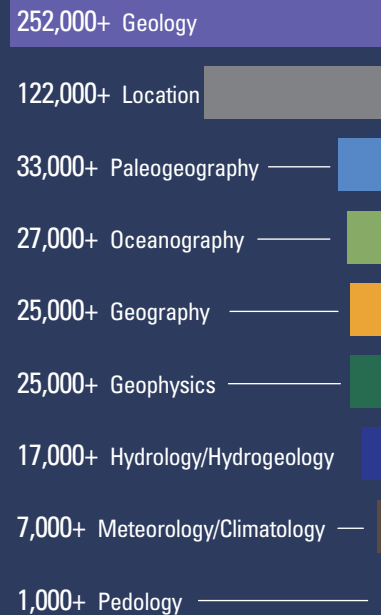 252,000+ Geology
122,000+ Location
33,000+ Paleogeography
27,000+ Oceanography
25,000+ Geography
25,000+ Geophysics
17,000+ Hydrology/Hydrogeology
7,000+ Meteorology/Climatology
1,000+ Pedology